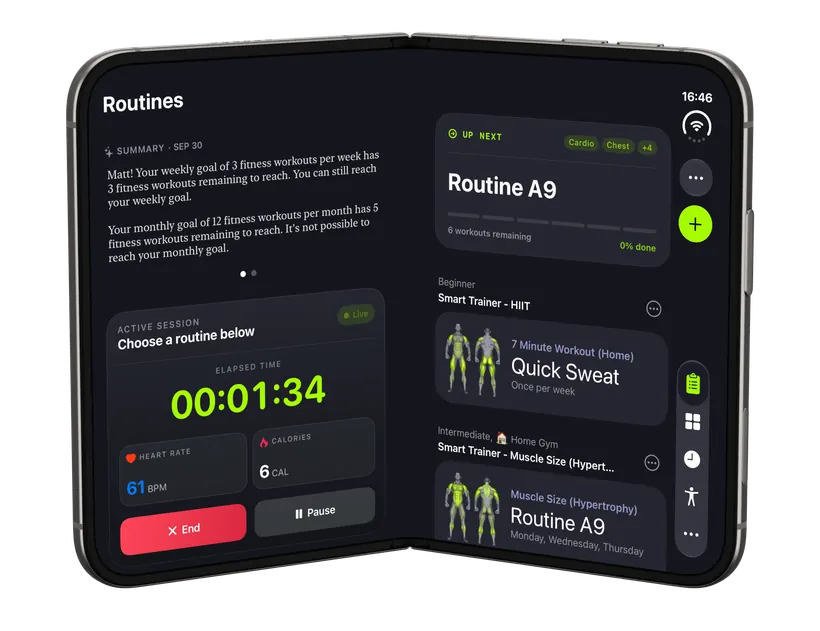 Routines
SUMMARY · SEP 30
Matt! Your weekly goal of 3 fitness workouts per week has
3 fitness workouts remaining to reach. You can still reach
your weekly goal.
Your monthly goal of 12 fitness workouts per month has 5
fitness workouts remaining to reach. It's not possible to
reach your monthly goal.
ACTIVE SESSION
Choose a routine below
Live
ELAPSED TIME
00:01:34
HEART RATE
61 BPM
CALORIES
6 CAL
End
Pause
16:46
UP NEXT
Cardio
Chest
+4
Routine A9
6 workouts remaining
0% done
Beginner
Smart Trainer - HIIT
7 Minute Workout (Home)
Quick Sweat
Once per week
Intermediate, 🏠 Home Gym
Smart Trainer - Muscle Size (Hypert...
Muscle Size (Hypertrophy)
Routine A9
Monday, Wednesday, Thursday